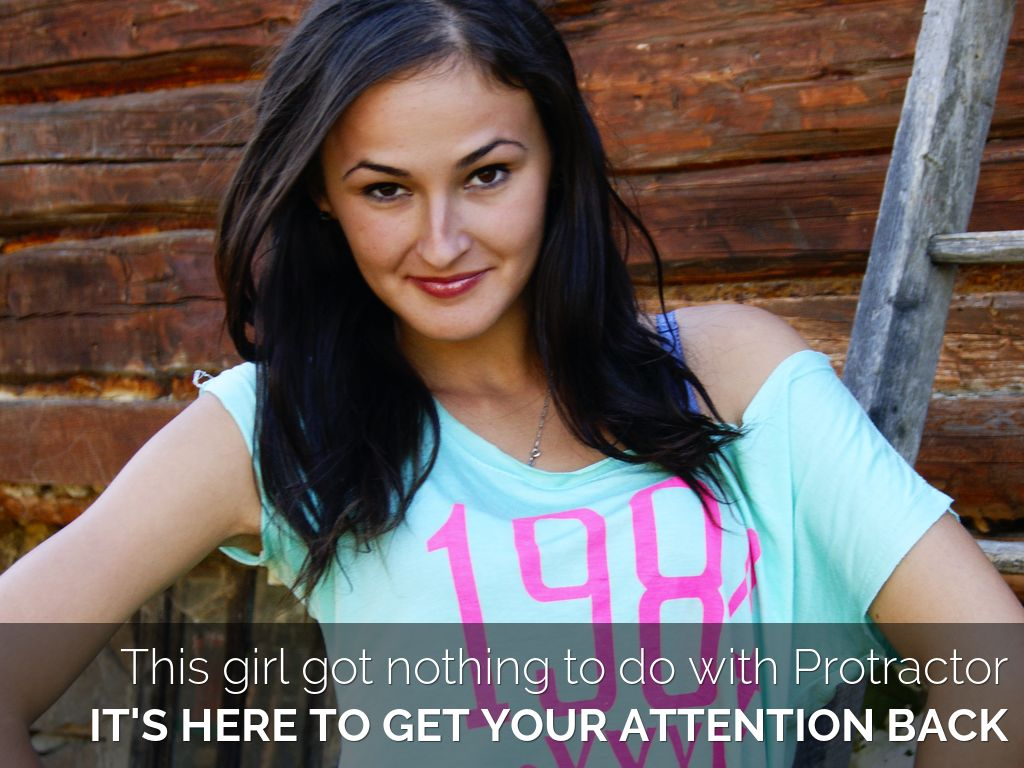 198
This girl got nothing to do with Protractor
IT'S HERE TO GET YOUR ATTENTION BACK